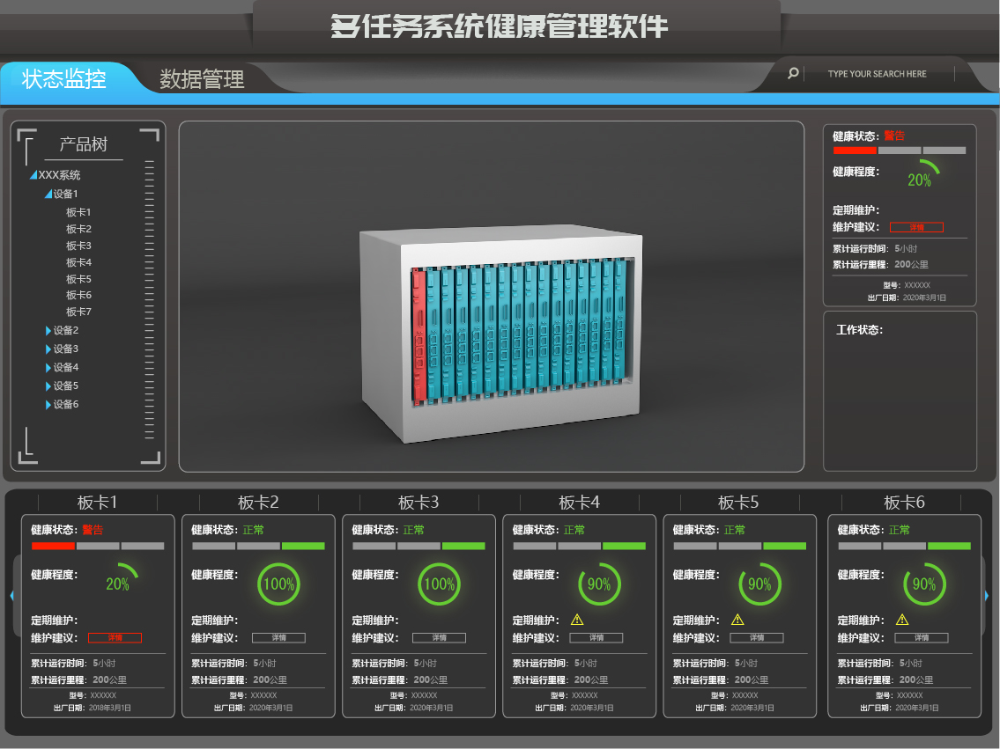 多任务系统健康管理软件
状态监控
数据管理
TYPE YOUR SEARCH HERE
产品树
XXX系统
设备1
板卡1
板卡2
板卡3
板卡4
板卡5
板卡6
板卡7
设备2
设备3
设备4
设备5
设备6
健康状态：警告
健康程度：
20%
定期维护：
维护建议： 详情
累计运行时间：5小时
累计运行里程：200公里
型号：XXXXXX
出厂日期：2020年3月1日
工作状态：
板卡1
健康状态：警告
健康程度：
20%
定期维护：
维护建议： 详情
累计运行时间：5小时
累计运行里程：200公里
型号：XXXXXX
出厂日期：2018年3月1日
板卡2
健康状态：正常
健康程度：
100%
定期维护：
维护建议： 详情
累计运行时间：5小时
累计运行里程：200公里
型号：XXXXXX
出厂日期：2020年3月1日
板卡3
健康状态：正常
健康程度：
100%
定期维护：
维护建议： 详情
累计运行时间：5小时
累计运行里程：200公里
型号：XXXXXX
出厂日期：2020年3月1日
板卡4
健康状态：正常
健康程度：
90%
定期维护：
维护建议： 详情
累计运行时间：5小时
累计运行里程：200公里
型号：XXXXXX
出厂日期：2020年3月1日
板卡5
健康状态：正常
健康程度：
90%
定期维护：
维护建议： 详情
累计运行时间：5小时
累计运行里程：200公里
型号：XXXXXX
出厂日期：2020年3月1日
板卡6
健康状态：正常
健康程度：
90%
定期维护：
维护建议： 详情
累计运行时间：5小时
累计运行里程：200公里
型号：XXXXXX
出厂日期：2020年3月1日